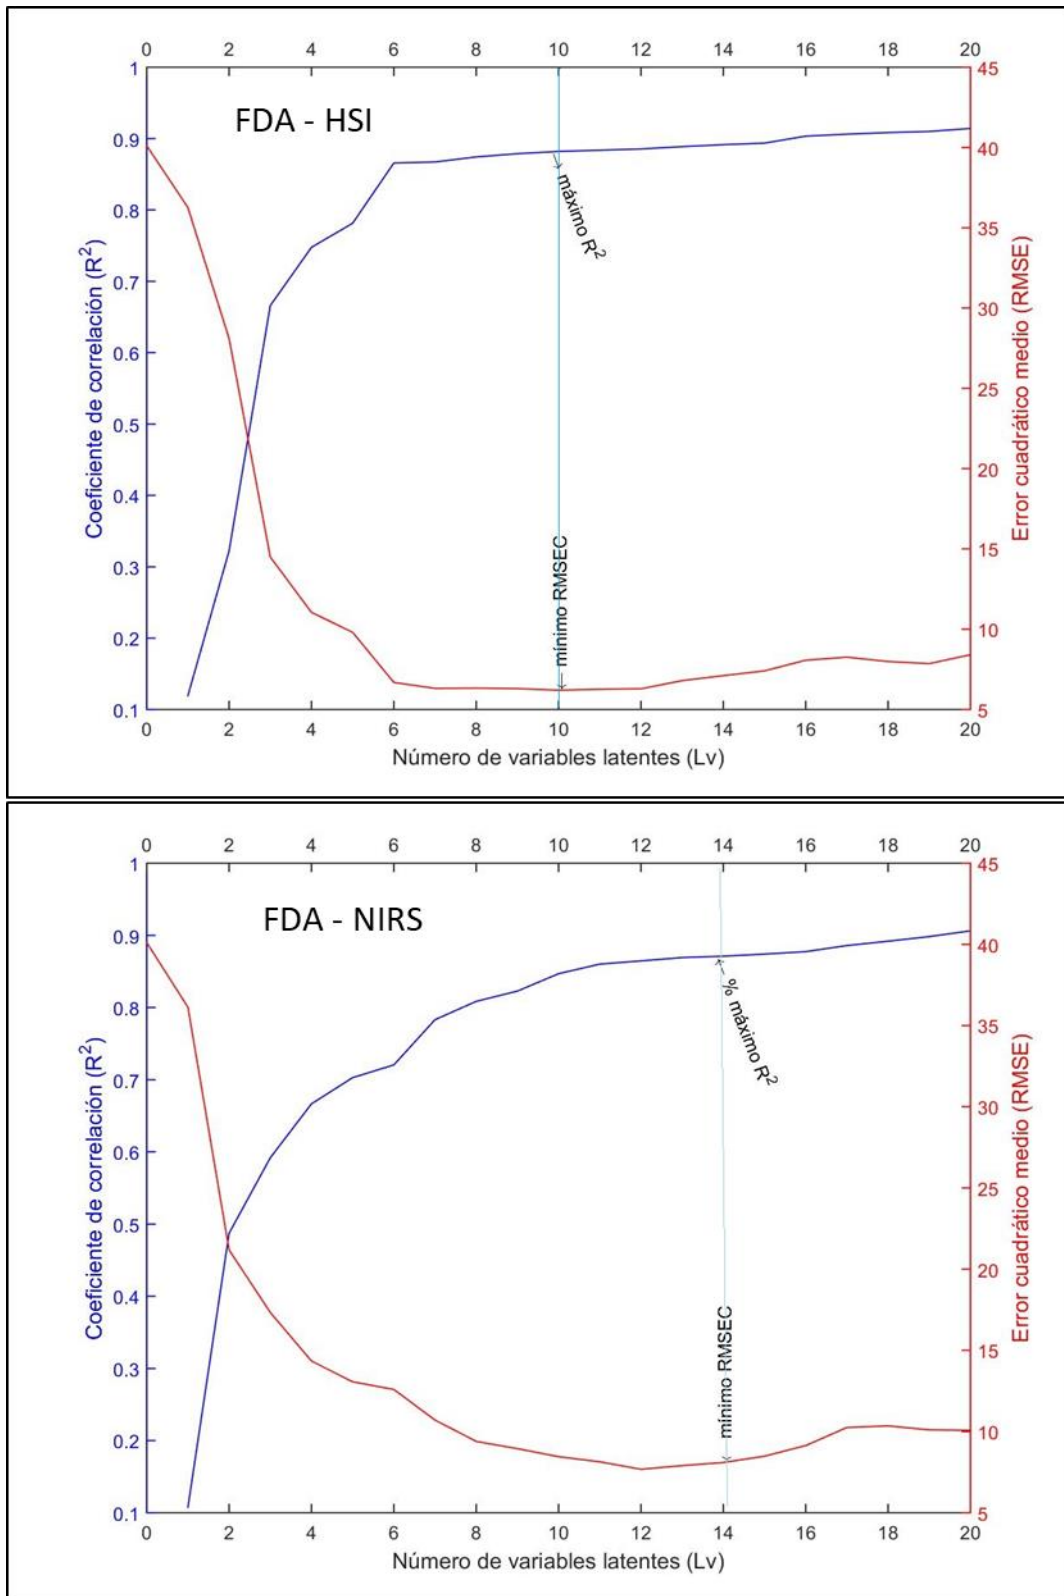 0 2 4 6 8 10 12 14 16 18 20
FDA - HSI
1
0.9
0.8
0.7
0.6
0.5
0.4
0.3
0.2
0.1
Coeficiente de correlación (R²)
máximo R²
mínimo RMSEC
45
40
35
30
25
20
15
10
5
Error cuadrático medio (RMSE)
0 2 4 6 8 10 12 14 16 18 20
Número de variables latentes (Lv)
0 2 4 6 8 10 12 14 16 18 20
FDA - NIRS
1
0.9
0.8
0.7
0.6
0.5
0.4
0.3
0.2
0.1
Coeficiente de correlación (R²)
% máximo R²
mínimo RMSEC
45
40
35
30
25
20
15
10
5
Error cuadrático medio (RMSE)
0 2 4 6 8 10 12 14 16 18 20
Número de variables latentes (Lv)